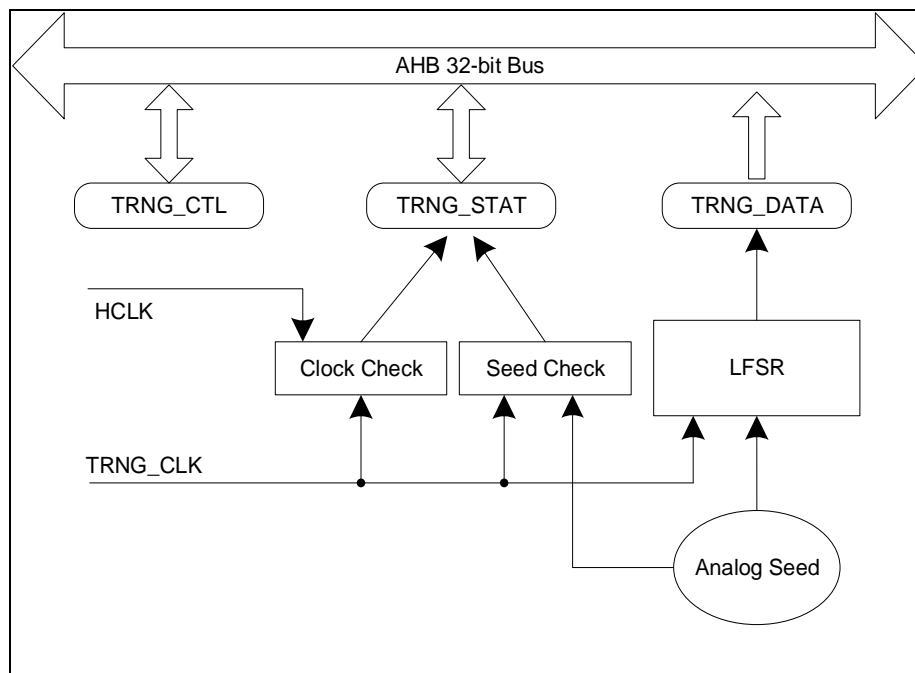 AHB 32-bit Bus
TRNG_CTL
TRNG_STAT
TRNG_DATA
HCLK
Clock Check
Seed Check
LFSR
TRNG_CLK
Analog Seed